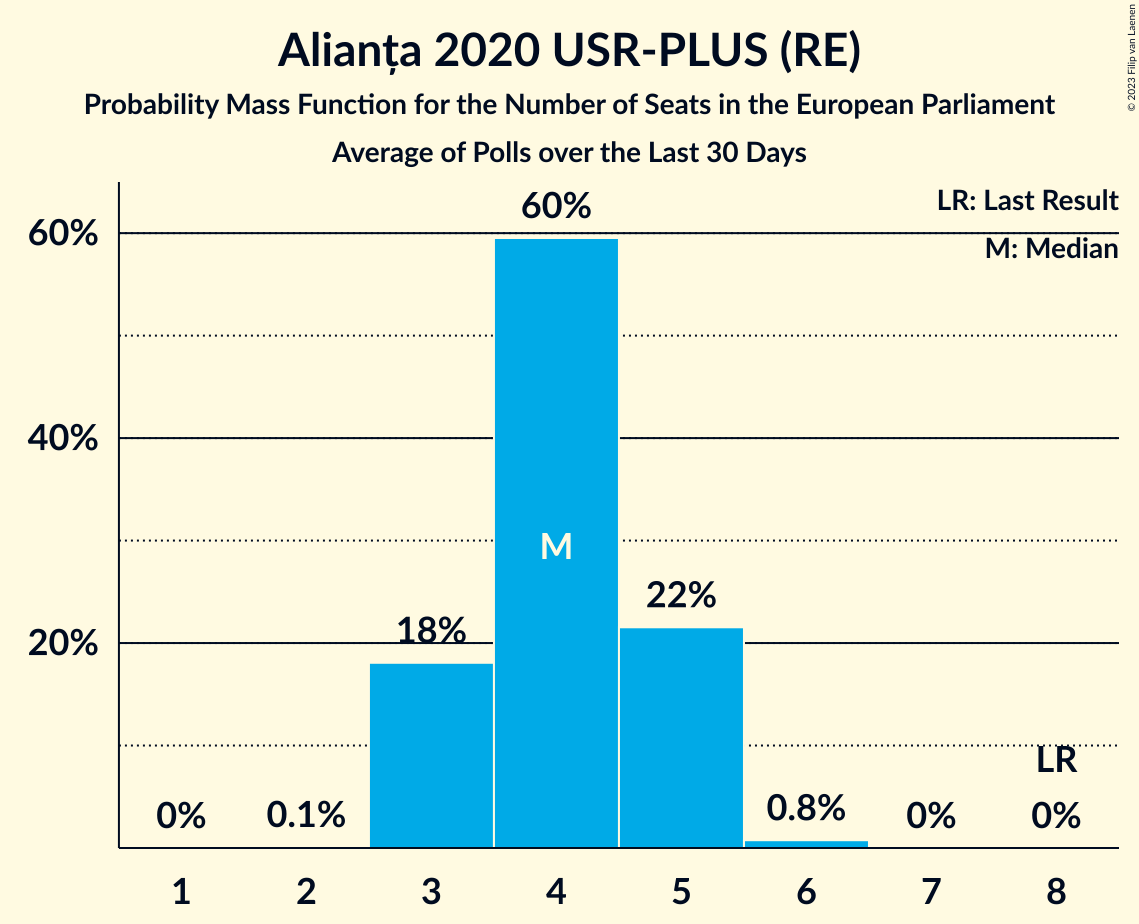 Alianța 2020 USR-PLUS (RE)
Probability Mass Function for the Number of Seats in the European Parliament
Average of Polls over the Last 30 Days
© 2023 Filip van Laenen
LR: Last Result
M: Median
60%
40%
20%
0%
0.1%
18%
60%
M
22%
0.8%
0%
LR
0%
1 2 3 4 5 6 7 8